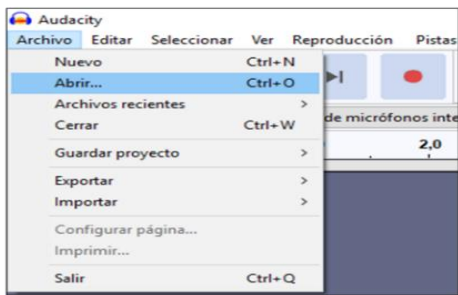 Audacity
Archivo Editar Seleccionar Ver Reproducción Pistas
Nuevo Ctrl+N
Abrir... Ctrl+O
Archivos recientes >
Cerrar Ctrl+W
de micrófonos inte
Guardar proyecto >
2,0
Exportar >
Importar >
Configurar página...
Imprimir...
Salir Ctrl+Q